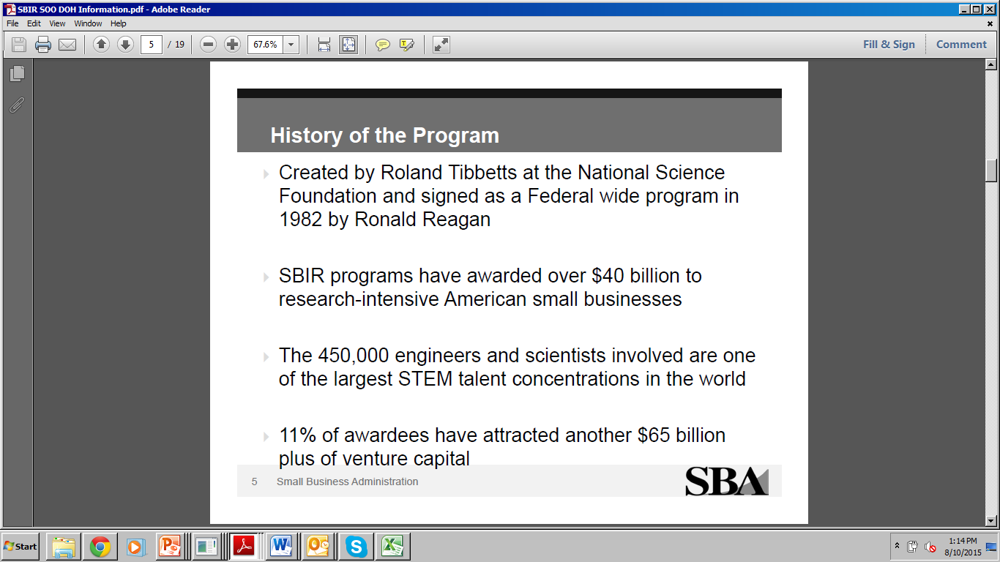 SBIR SOO DOH Information.pdf - Adobe Reader
File Edit View Window Help
5 / 19 67.6% Fill & Sign Comment
History of the Program
Created by Roland Tibbetts at the National Science
Foundation and signed as a Federal wide program in
1982 by Ronald Reagan
SBIR programs have awarded over $40 billion to
research-intensive American small businesses
The 450,000 engineers and scientists involved are one
of the largest STEM talent concentrations in the world
11% of awardees have attracted another $65 billion
plus of venture capital
5 Small Business Administration
SBA
Start
1:14 PM
8/10/2015